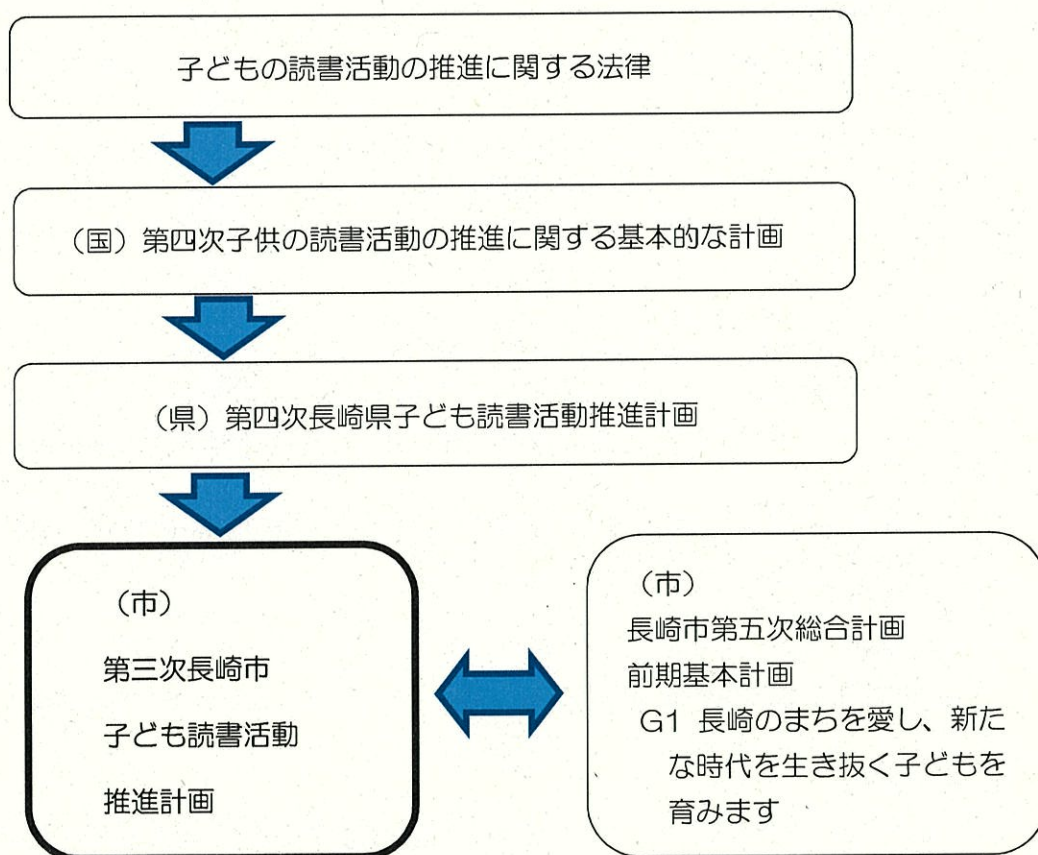 子どもの読書活動の推進に関する法律
（国）第四次子供の読書活動の推進に関する基本的な計画
（県）第四次長崎県子ども読書活動推進計画
（市）
第三次長崎市
子ども読書活動
推進計画
（市）
長崎市第五次総合計画
前期基本計画
G1 長崎のまちを愛し、新た
な時代を生き抜く子どもを
育みます